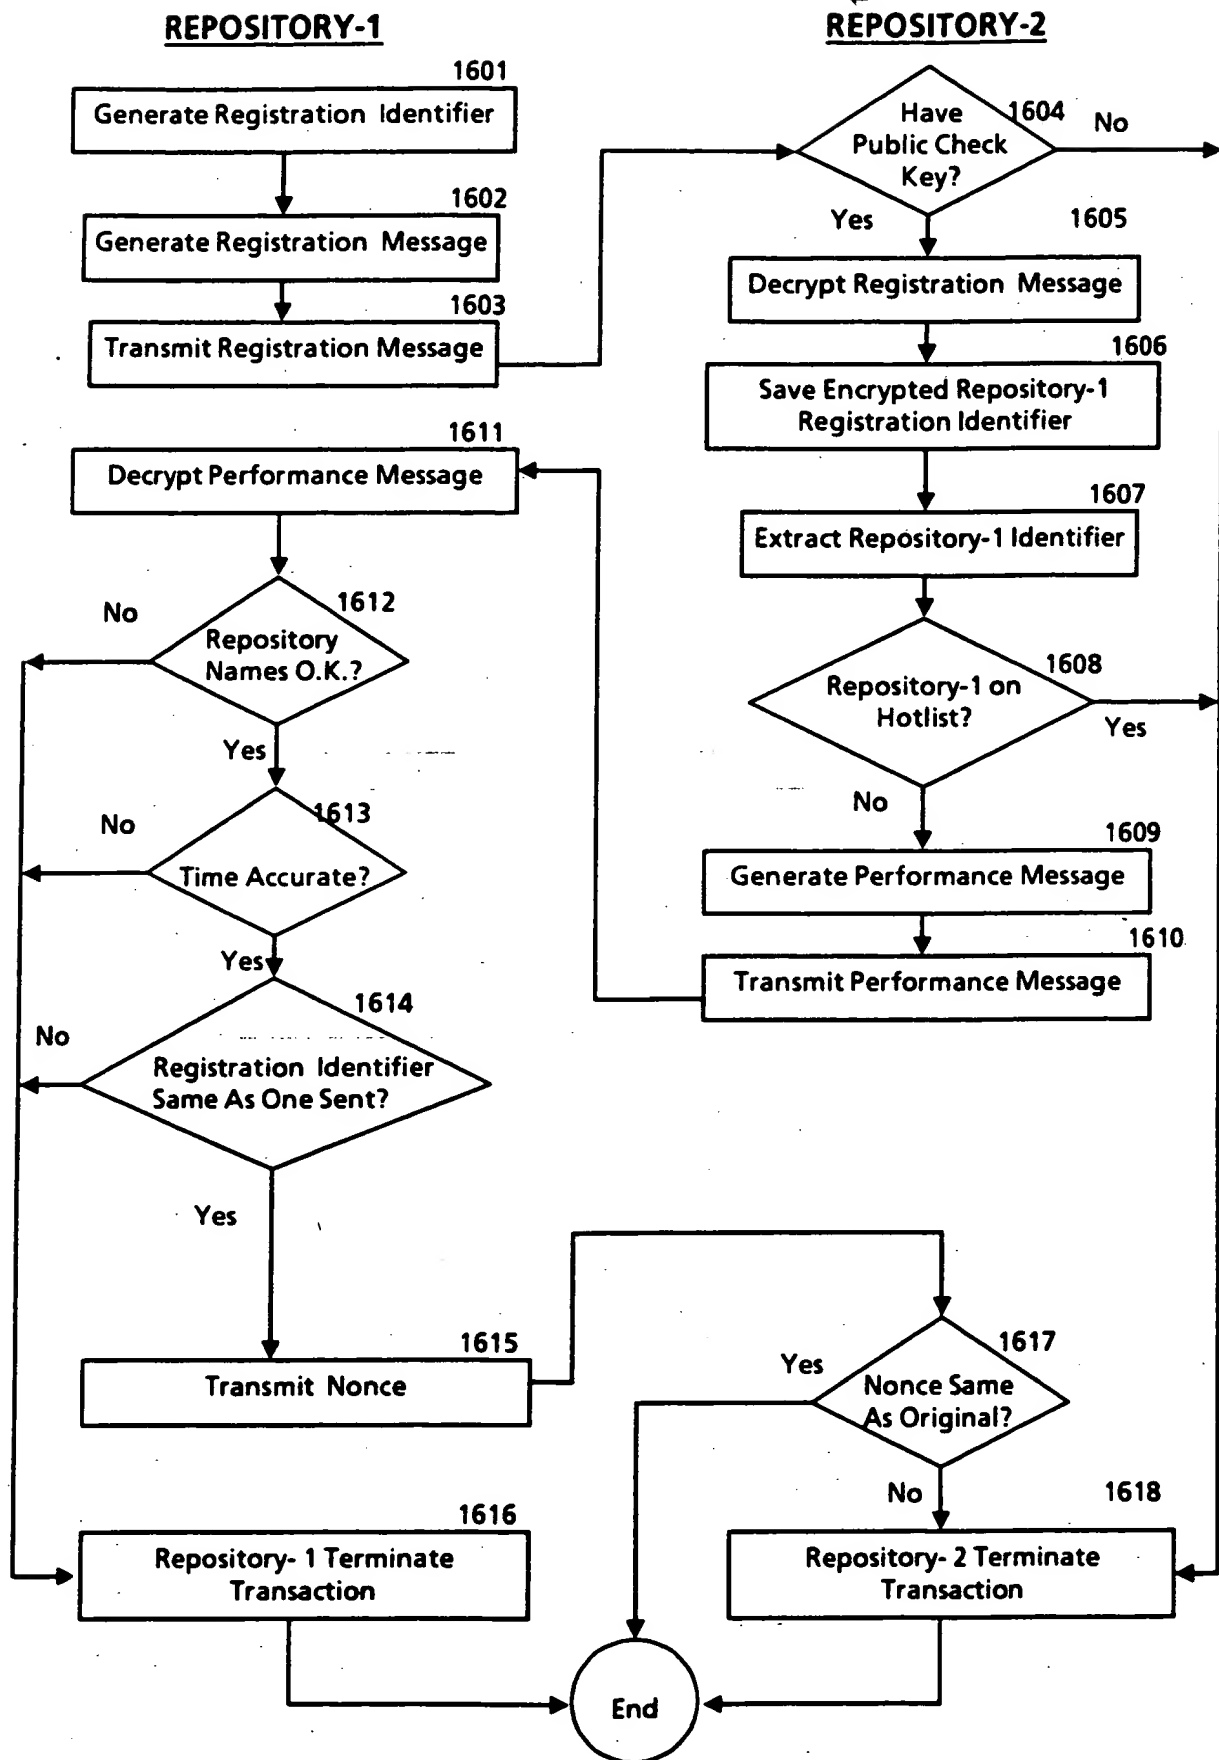 REPOSITORY-1
1601
Generate Registration Identifier
1602
Generate Registration Message
1603
Transmit Registration Message
1611
Decrypt Performance Message
No
1612
Repository
Names O.K.?
Yes
No
1613
Time Accurate?
Yes
1614
No
Registration Identifier
Same As One Sent?
Yes
1615
Transmit Nonce
1616
Repository- 1 Terminate
Transaction
REPOSITORY-2
1604
No
Have
Public Check
Key?
Yes
1605
Decrypt Registration Message
1606
Save Encrypted Repository-1
Registration Identifier
1607
Extract Repository-1 Identifier
1608
Repository-1 on
Hotlist?
Yes
No
1609
Generate Performance Message
1610
Transmit Performance Message
1617
Yes
Nonce Same
As Original?
No
1618
Repository- 2 Terminate
Transaction
End